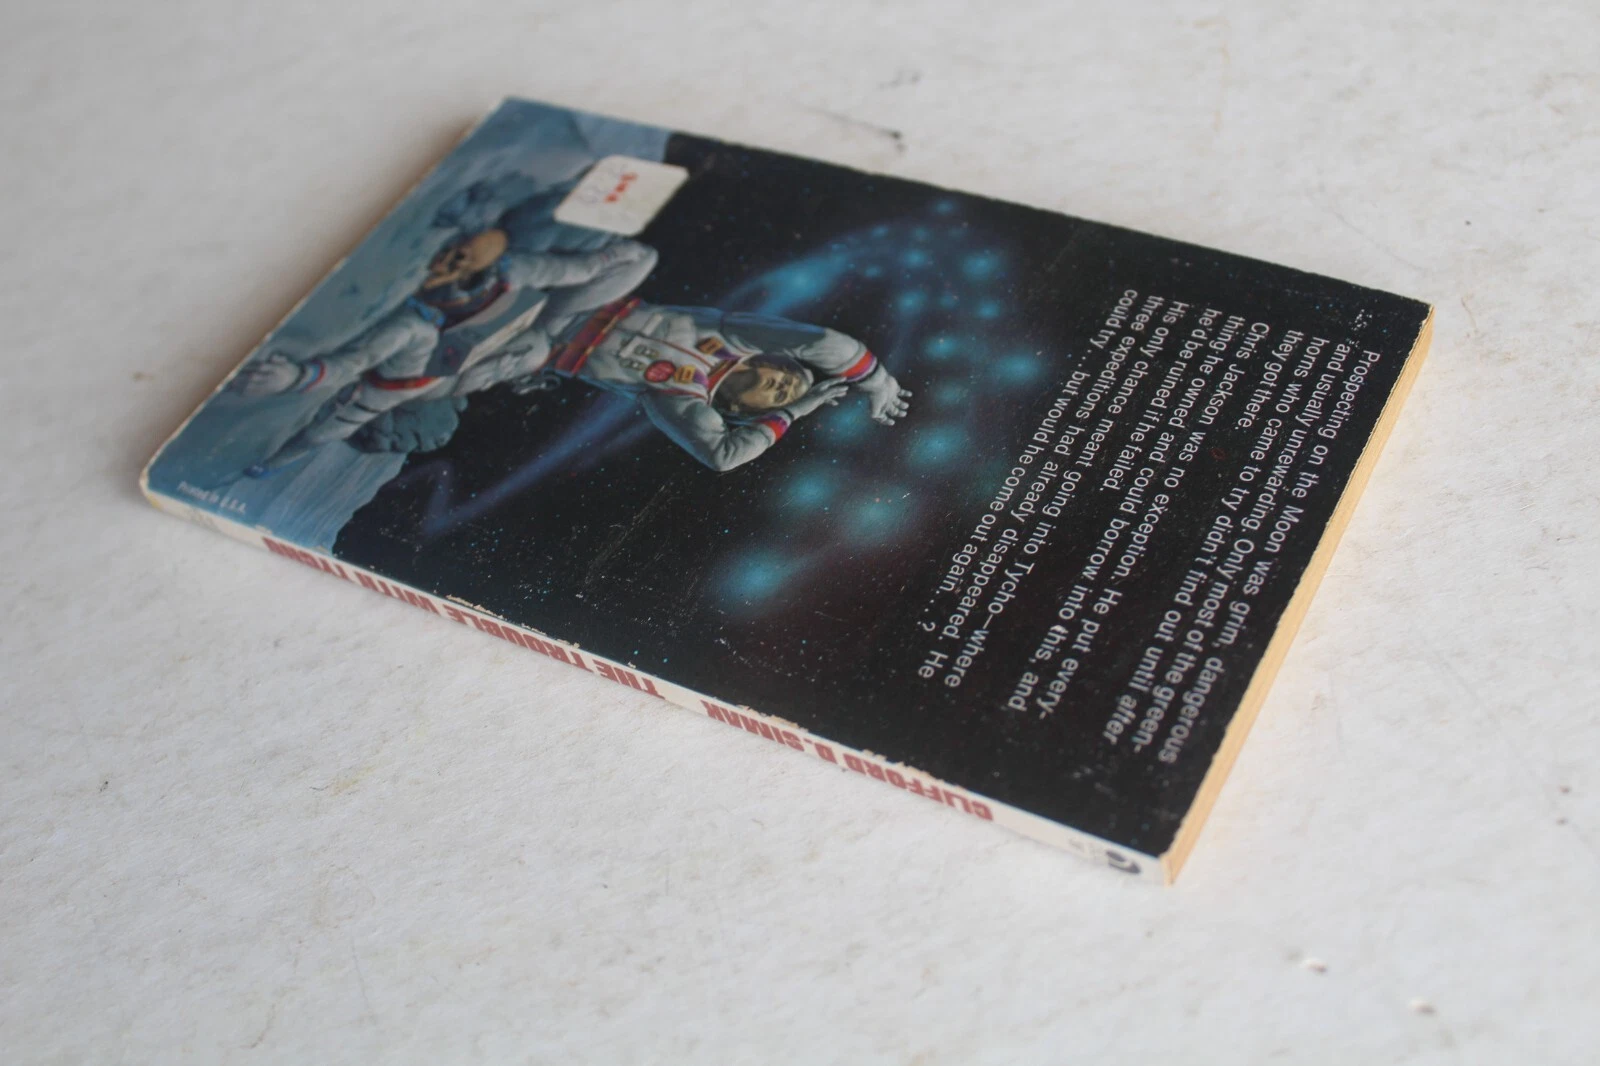 Prospecting on the Moon was grim, dangerous
and usually unrewarding. Only most of the green-
horns who came to try didn't find out until after
they got there.
Chris Jackson was no exception. He put every-
thing he owned and could borrow into this, and,
he'd be ruined if he failed.
His only chance meant going into Tycho—where
three expeditions had already disappeared. He
could try... but would he come out again...?
PRINTED IN U.S.A.
CLIFFORD D. SIMAK
THE TROUBLE WITH TYCHO